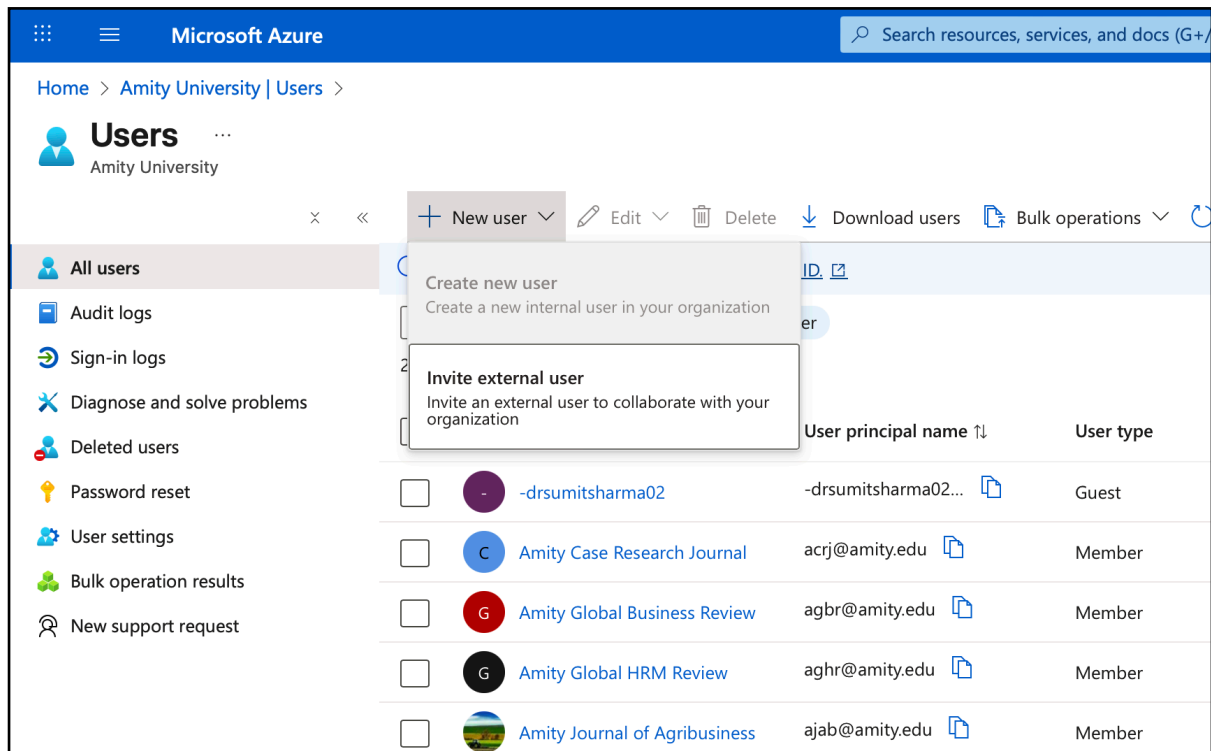 Microsoft Azure
Search resources, services, and docs (G+/
Home > Amity University | Users >
Users ...
Amity University
New user
Edit
Delete
Download users
Bulk operations
All users
Audit logs
Sign-in logs
Diagnose and solve problems
Deleted users
Password reset
User settings
Bulk operation results
New support request
Create new user
Create a new internal user in your organization
Invite external user
Invite an external user to collaborate with your
organization
ID.
er
2
User principal name
User type
-
-drsumitsharma02
-drsumitsharma02...
Guest
C
Amity Case Research Journal
acrj@amity.edu
Member
G
Amity Global Business Review
agbr@amity.edu
Member
G
Amity Global HRM Review
aghr@amity.edu
Member
Amity Journal of Agribusiness
ajab@amity.edu
Member